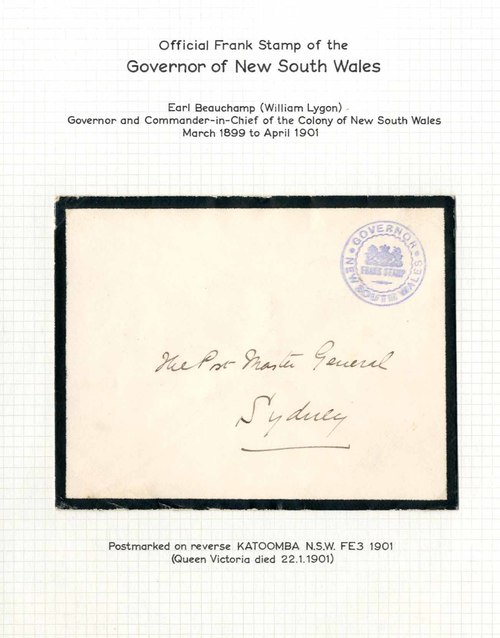 Official Frank Stamp of the
Governor of New South Wales
Earl Beauchamp (William Lygon)
Governor and Commander-in-Chief of the Colony of New South Wales
March 1899 to April 1901
GOVERNOR
FRANK STAMP
NEW SOUTH WALES
The Post Master General
Sydney
Postmarked on reverse KATOOMBA N.S.W. FE3 1901
(Queen Victoria died 22.1.1901)